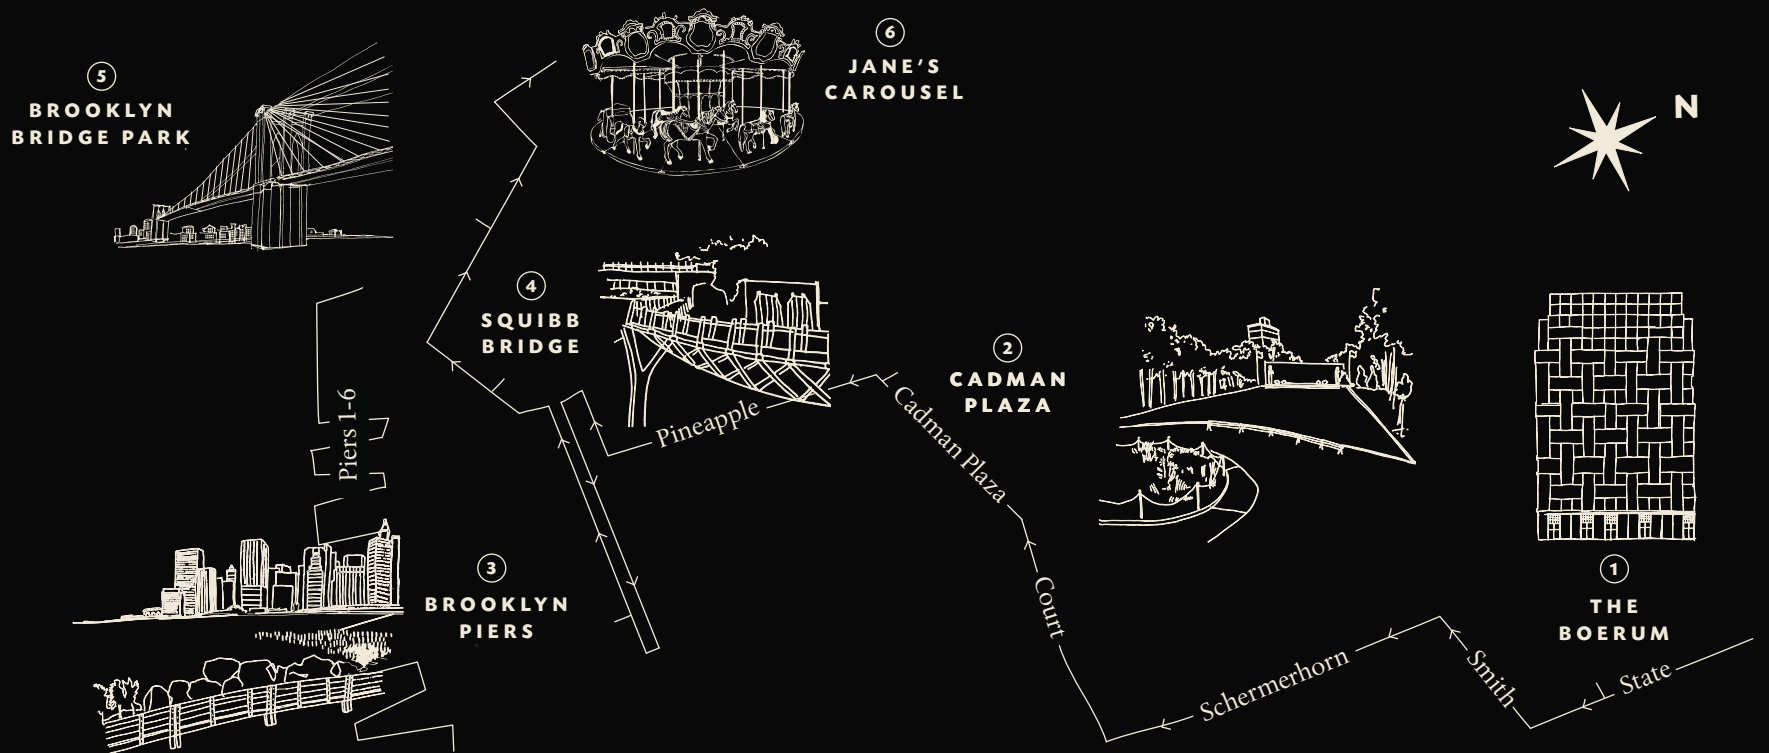 5
BROOKLYN
BRIDGE PARK
6
JANE'S
CAROUSEL
N
4
SQUIBB
BRIDGE
2
CADMAN
PLAZA
Piers 1-6
Pineapple
Cadman Plaza
3
BROOKLYN
PIERS
Court
1
THE
BOERUM
Schermerhorn
Smith
State